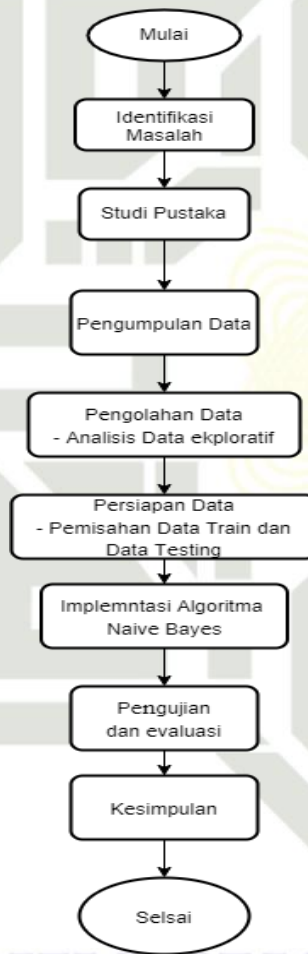 Mulai
Identifikasi
Masalah
Studi Pustaka
Pengumpulan Data
Pengolahan Data
- Analisis Data ekploratif
Persiapan Data
- Pemisahan Data Train dan
Data Testing
Implemntasi Algoritma
Naive Bayes
Pengujian
dan evaluasi
Kesimpulan
Selsai